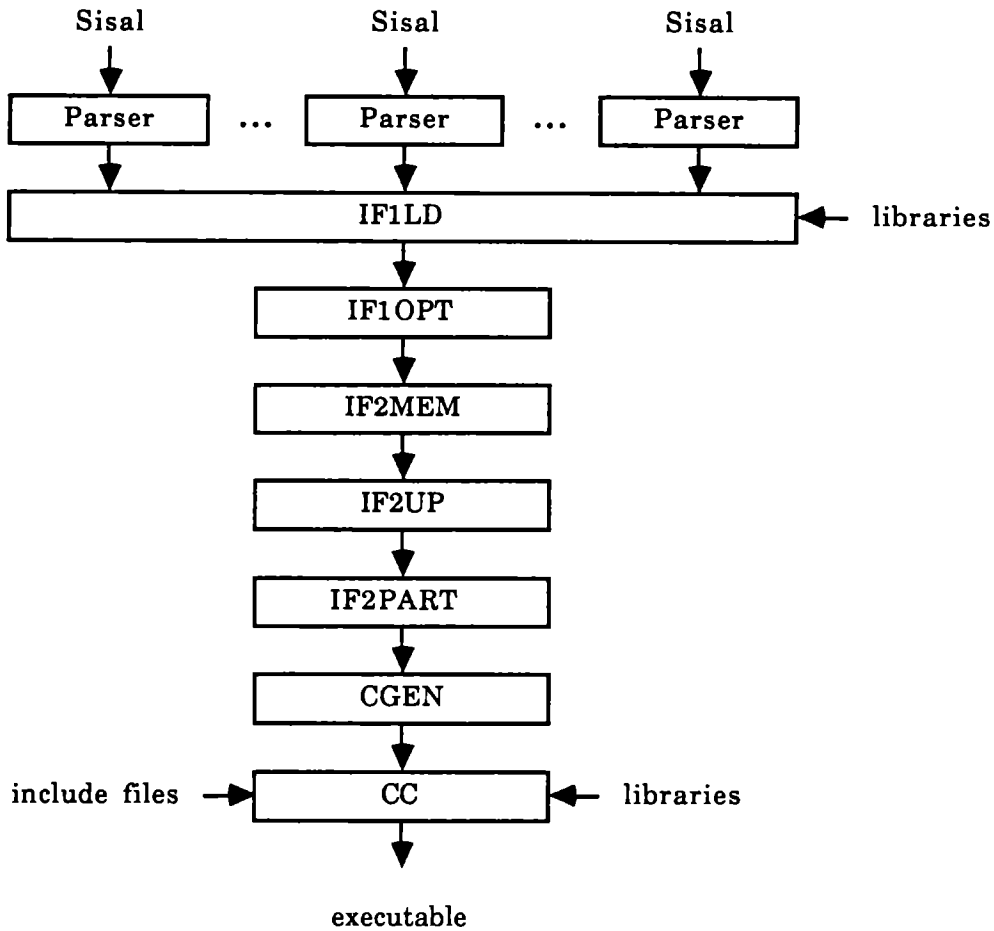 Sisal Sisal Sisal
Parser ... Parser ... Parser
IF1LD libraries
IF1OPT
IF2MEM
IF2UP
IF2PART
CGEN
include files CC libraries
executable